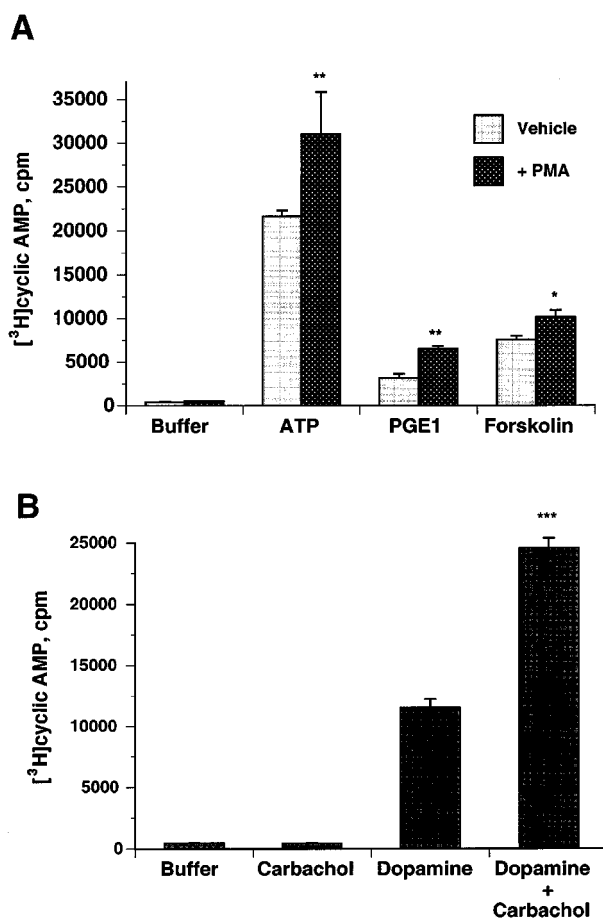 A
[³H]cyclic AMP, cpm
35000
30000
25000
20000
15000
10000
5000
0
**
**
*
Vehicle
+ PMA
Buffer ATP PGE1 Forskolin
B
[³H]cyclic AMP, cpm
25000
20000
15000
10000
5000
0
***
Buffer Carbachol Dopamine Dopamine
+
Carbachol